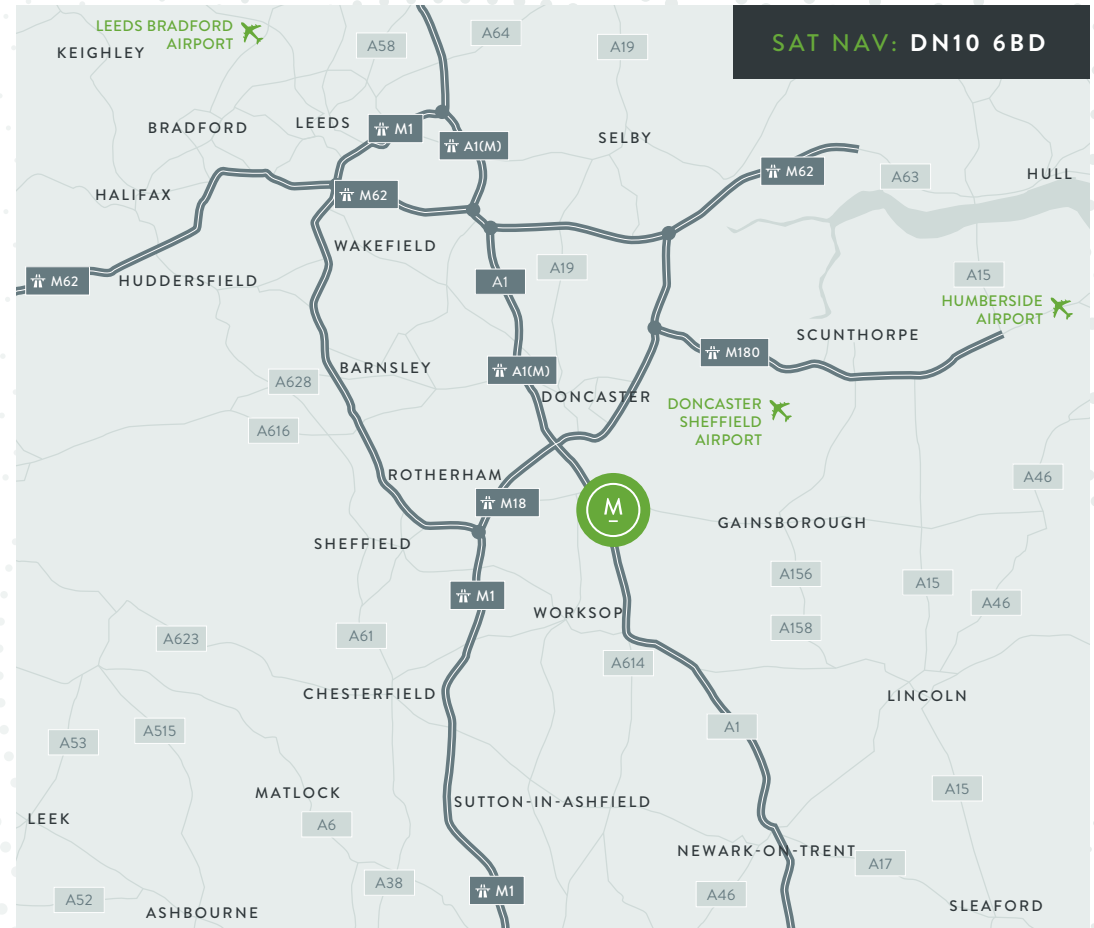 LEEDS BRADFORD
AIRPORT
KEIGHLEY
A58
A64
A19
SAT NAV: DN10 6BD
BRADFORD
LEEDS
M1
A1(M)
SELBY
M62
A63
HULL
HALIFAX
M62
WAKEFIELD
M62
HUDDERSFIELD
A1
A19
A15
HUMBERSIDE
AIRPORT
SCUNTHORPE
M180
BARNSLEY
A628
A1(M)
DONCASTER
DONCASTER
SHEFFIELD
AIRPORT
A616
ROTHERHAM
M18
M
A46
GAINSBOROUGH
SHEFFIELD
A156
A15
A46
M1
WORKSOP
A158
A623
A61
A614
CHESTERFIELD
LINCOLN
A53
A515
A1
MATLOCK
SUTTON-IN-ASHFIELD
A15
LEEK
A6
NEWARK-ON-TRENT
A17
A38
M1
A46
A52
ASHBOURNE
SLEAFORD